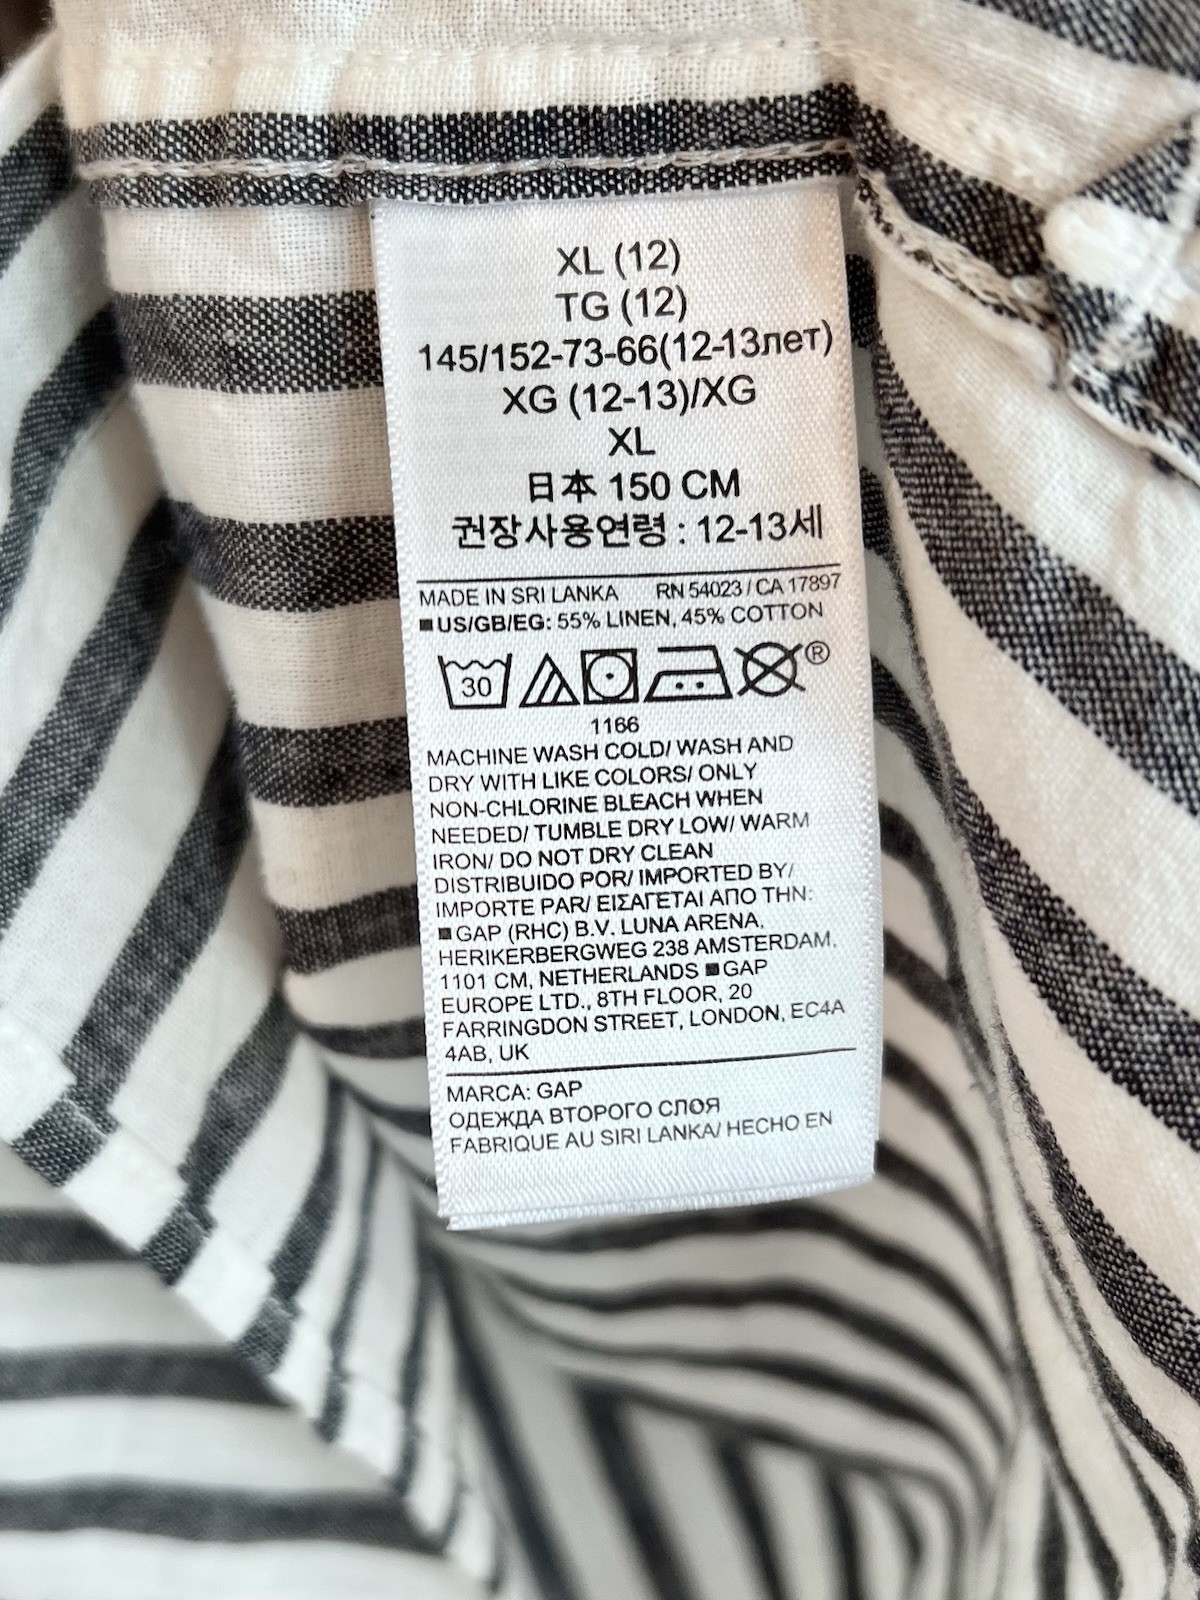 XL (12)
TG (12)
145/152-73-66(12-13лет)
XG (12-13)/XG
XL
日本 150 CM
권장사용연령 : 12-13세
MADE IN SRI LANKA RN 54023 / CA 17897
■US/GB/EG: 55% LINEN, 45% COTTON
30 ®
1166
MACHINE WASH COLD/ WASH AND
DRY WITH LIKE COLORS/ ONLY
NON-CHLORINE BLEACH WHEN
NEEDED/ TUMBLE DRY LOW/ WARM
IRON/ DO NOT DRY CLEAN
DISTRIBUIDO POR/ IMPORTED BY/
IMPORTE PAR/ ΕΙΣΑΓΕΤΑΙ ΑΠΟ ΤΗΝ:
■GAP (RHC) B.V. LUNA ARENA,
HERIKERBERGWEG 238 AMSTERDAM,
1101 CM, NETHERLANDS ■GAP
EUROPE LTD., 8TH FLOOR, 20
FARRINGDON STREET, LONDON, EC4A
4AB, UK
MARCA: GAP
ОДЕЖДА ВТОРОГО СЛОЯ
FABRIQUE AU SIRI LANKA/ HECHO EN